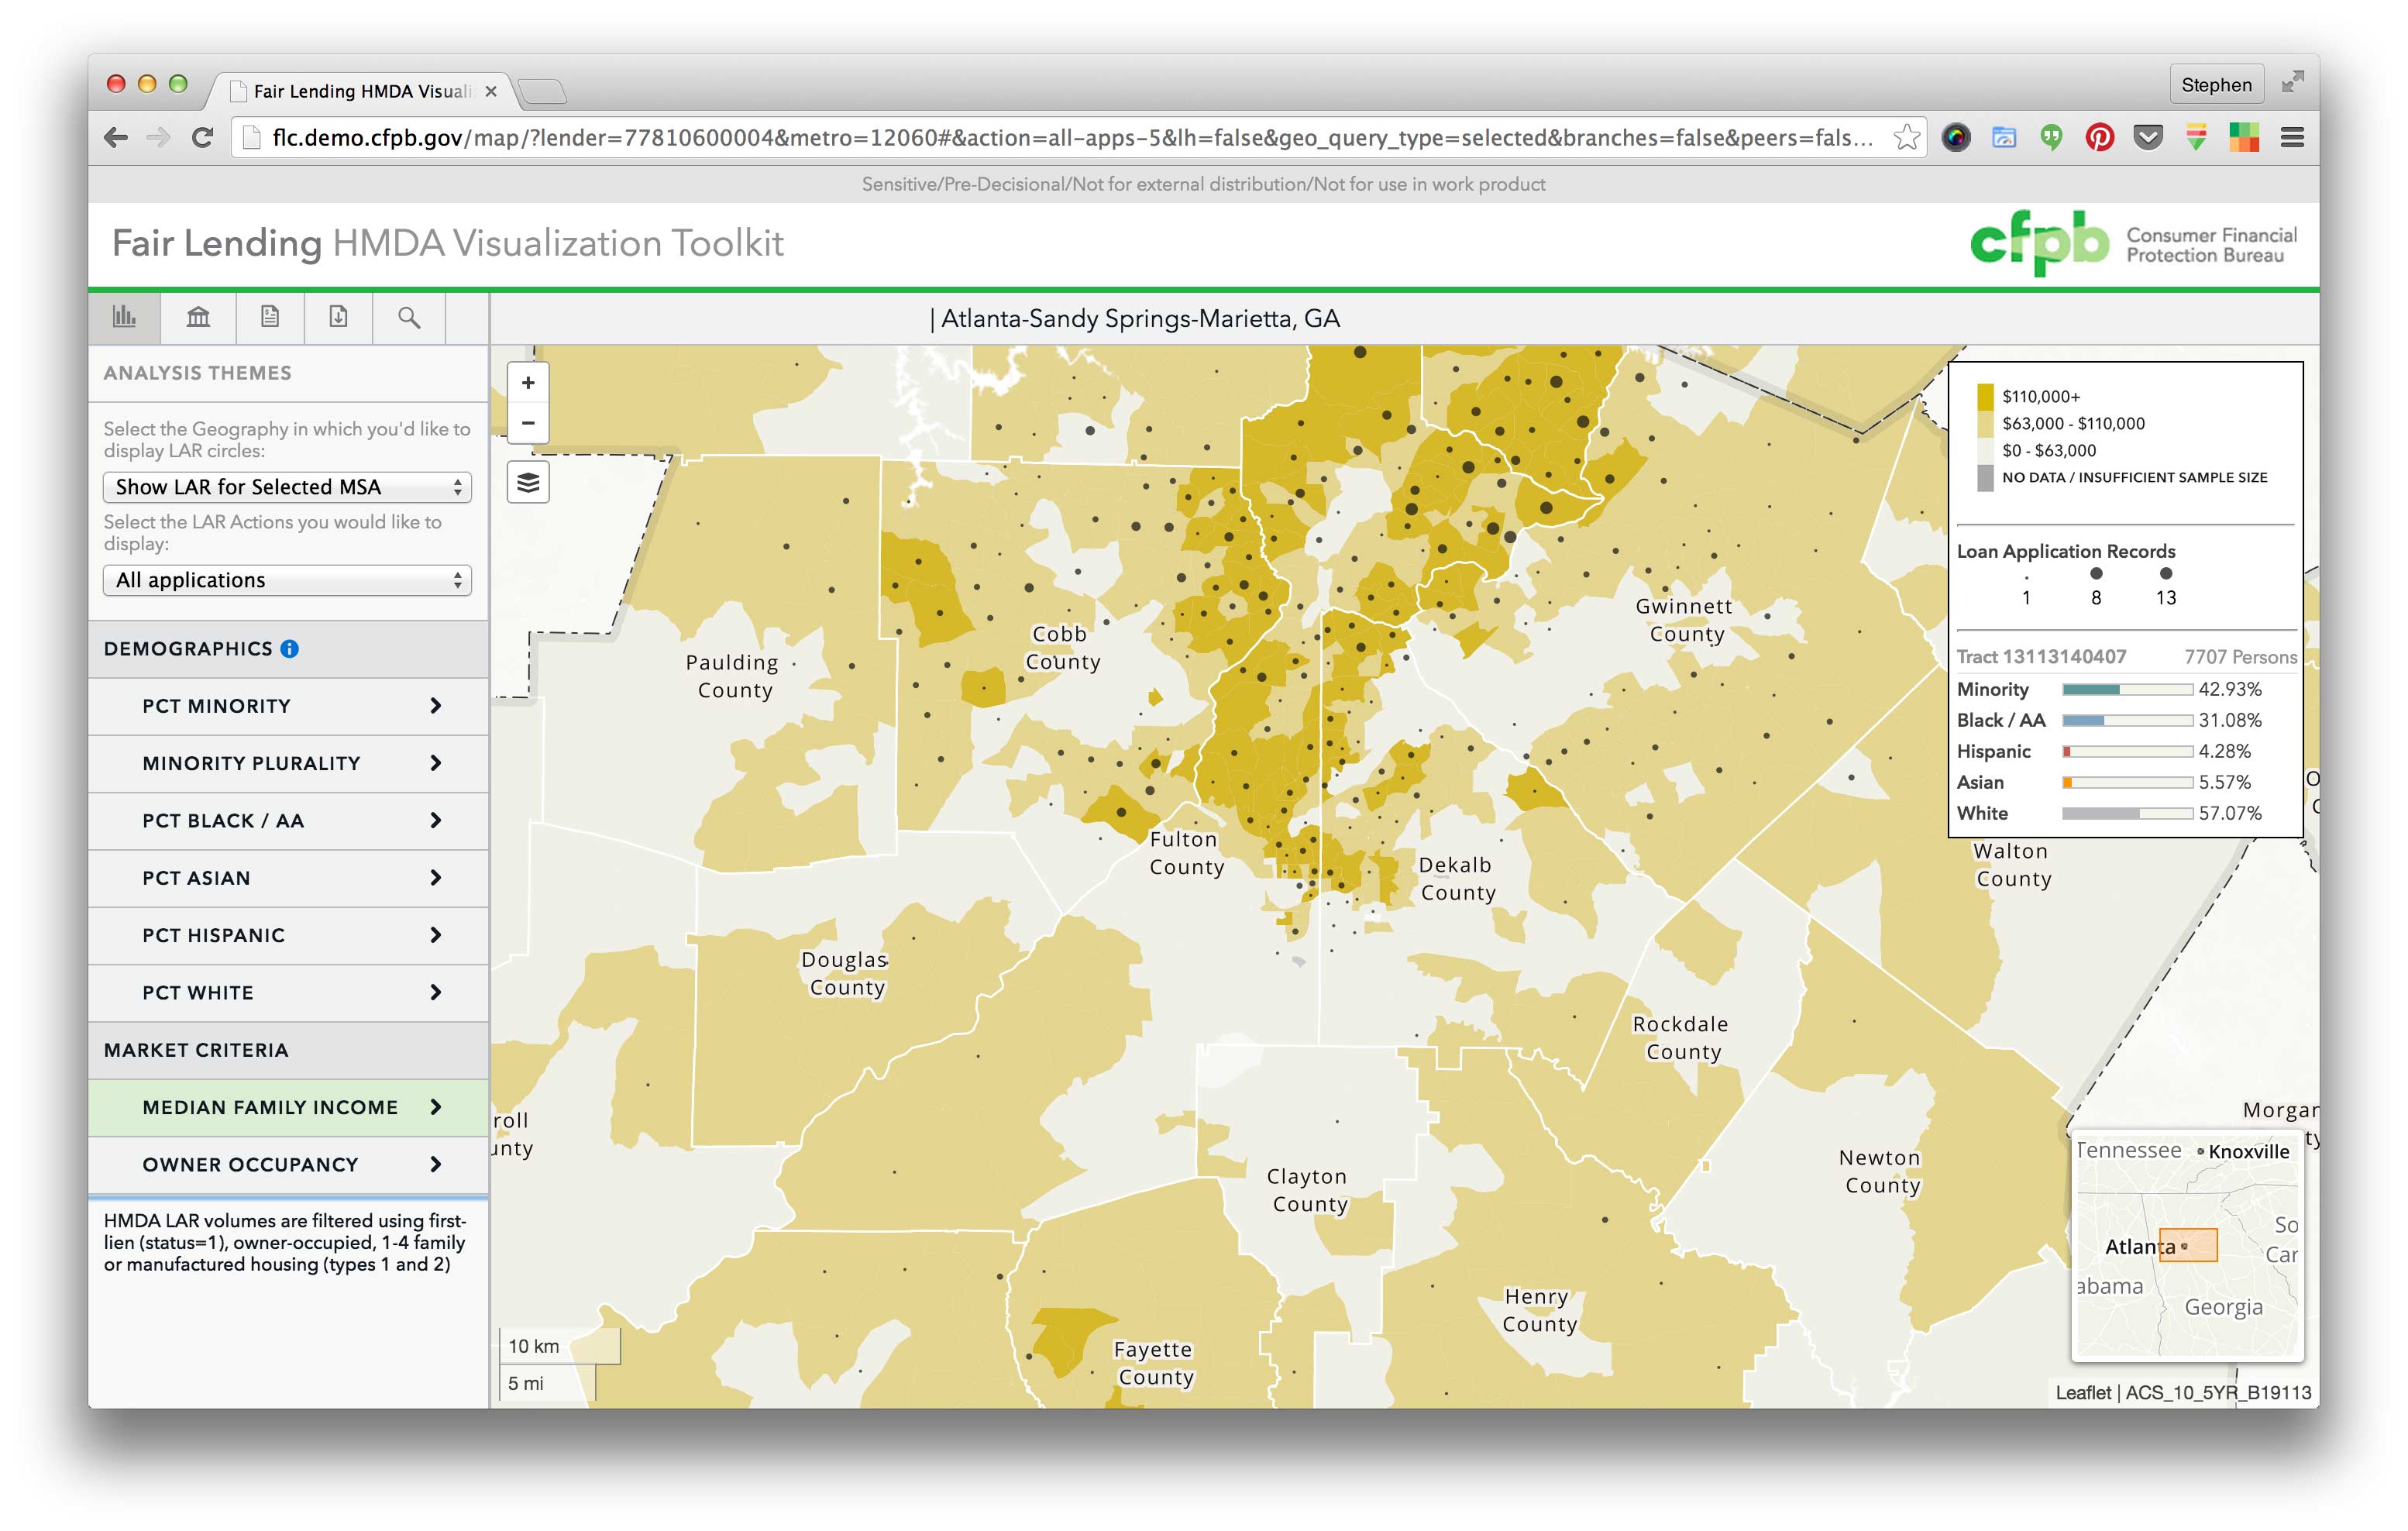 Fair Lending HMDA Visuali
Stephen
flc.demo.cfpb.gov/map/?lender=77810600004&metro=12060#&action=all-apps-5&lh=false&geo_query_type=selected&branches=false&peers=fals...
Sensitive/Pre-Decisional/Not for external distribution/Not for use in work product
Fair Lending HMDA Visualization Toolkit
cfpb
Consumer Financial
Protection Bureau
| Atlanta-Sandy Springs-Marietta, GA
ANALYSIS THEMES
Select the Geography in which you'd like to
display LAR circles:
Show LAR for Selected MSA
Select the LAR Actions you would like to
display:
All applications
DEMOGRAPHICS
PCT MINORITY
MINORITY PLURALITY
PCT BLACK / AA
PCT ASIAN
PCT HISPANIC
PCT WHITE
MARKET CRITERIA
MEDIAN FAMILY INCOME
OWNER OCCUPANCY
HMDA LAR volumes are filtered using first-
lien (status=1), owner-occupied, 1-4 family
or manufactured housing (types 1 and 2)
+
−
$110,000+
$63,000 - $110,000
$0 - $63,000
NO DATA / INSUFFICIENT SAMPLE SIZE
Loan Application Records
1 8 13
Tract 13113140407 7707 Persons
Minority 42.93%
Black / AA 31.08%
Hispanic 4.28%
Asian 5.57%
White 57.07%
Gwinnett
County
Cobb
County
Paulding
County
Fulton
County
Dekalb
County
Walton
County
Douglas
County
Rockdale
County
roll
unty
Clayton
County
Newton
County
Morgan
ty
Henry
County
Fayette
County
10 km
5 mi
Tennessee
Knoxville
Atlanta
So
Car
abama
Georgia
Leaflet | ACS_10_5YR_B19113